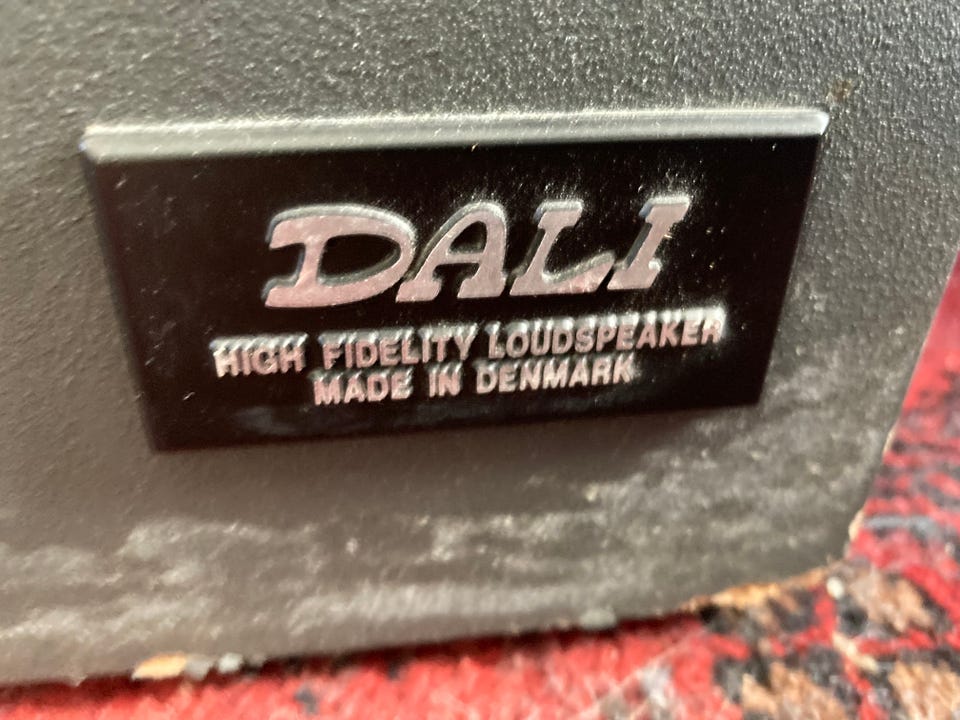 DALI
HIGH FIDELITY LOUDSPEAKER
MADE IN DENMARK